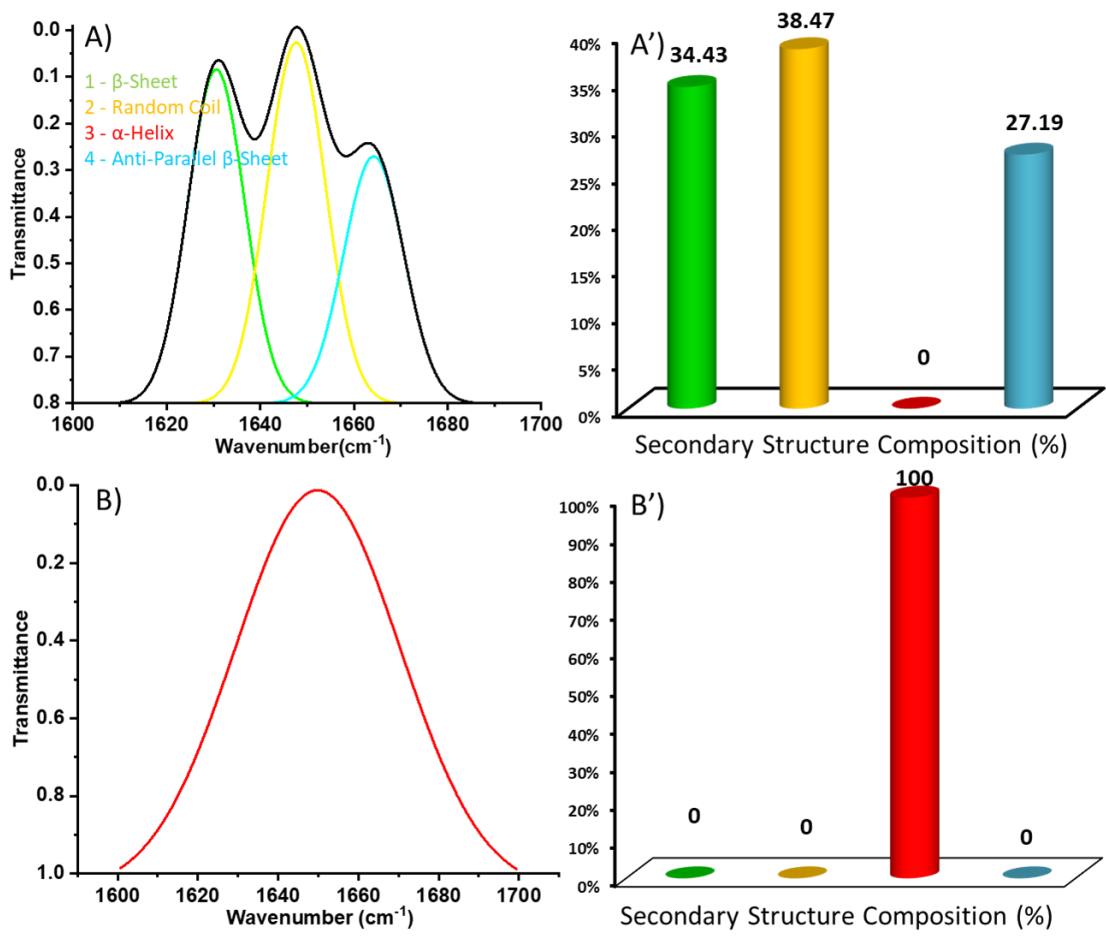 A)
0.0
0.1
0.2
0.3
0.4
0.5
0.6
0.7
0.8
Transmittance
1 - β-Sheet
2 - Random Coil
3 - α-Helix
4 - Anti-Parallel β-Sheet
1600 1620 1640 1660 1680 1700
Wavenumber(cm⁻¹)
A')
40%
35%
30%
25%
20%
15%
10%
5%
0%
34.43
38.47
0
27.19
Secondary Structure Composition (%)
B)
0.0
0.2
0.4
0.6
0.8
1.0
Transmittance
1600 1620 1640 1660 1680 1700
Wavenumber (cm⁻¹)
B')
100%
90%
80%
70%
60%
50%
40%
30%
20%
10%
0%
0
0
100
0
Secondary Structure Composition (%)